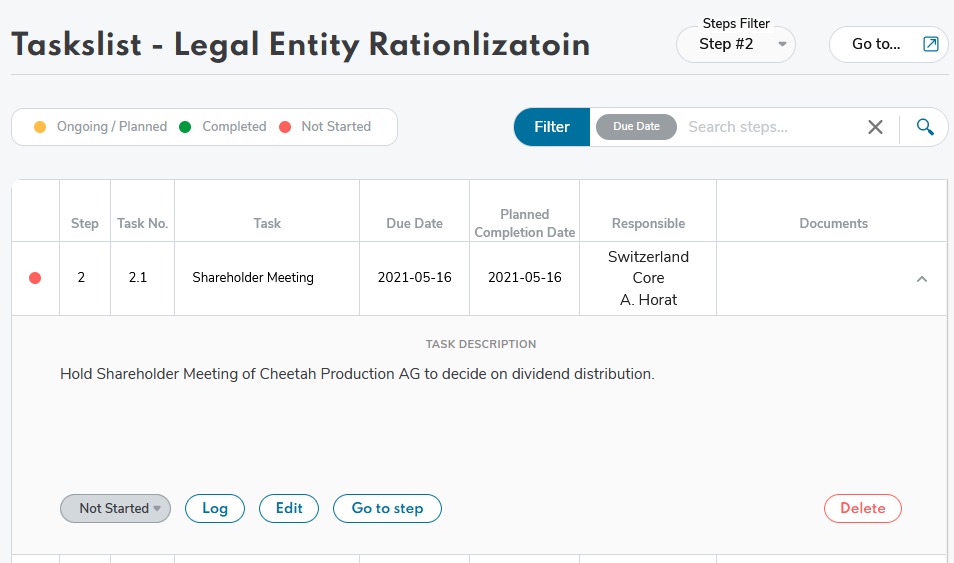 Taskslist - Legal Entity Rationlizatoin
Steps Filter
Step #2
Go to...
Ongoing / Planned
Completed
Not Started
Filter
Due Date
Search steps...
Step
Task No.
Task
Due Date
Planned
Completion Date
Responsible
Documents
2
2.1
Shareholder Meeting
2021-05-16
2021-05-16
Switzerland
Core
A. Horat
TASK DESCRIPTION
Hold Shareholder Meeting of Cheetah Production AG to decide on dividend distribution.
Not Started
Log
Edit
Go to step
Delete